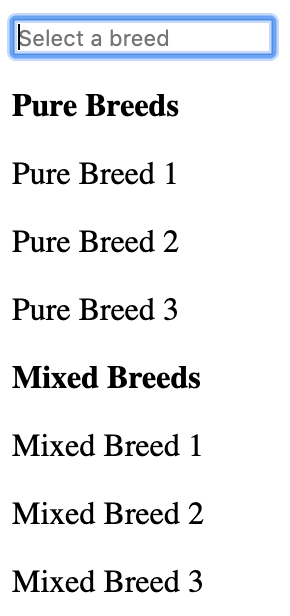 Select a breed
Pure Breeds
Pure Breed 1
Pure Breed 2
Pure Breed 3
Mixed Breeds
Mixed Breed 1
Mixed Breed 2
Mixed Breed 3